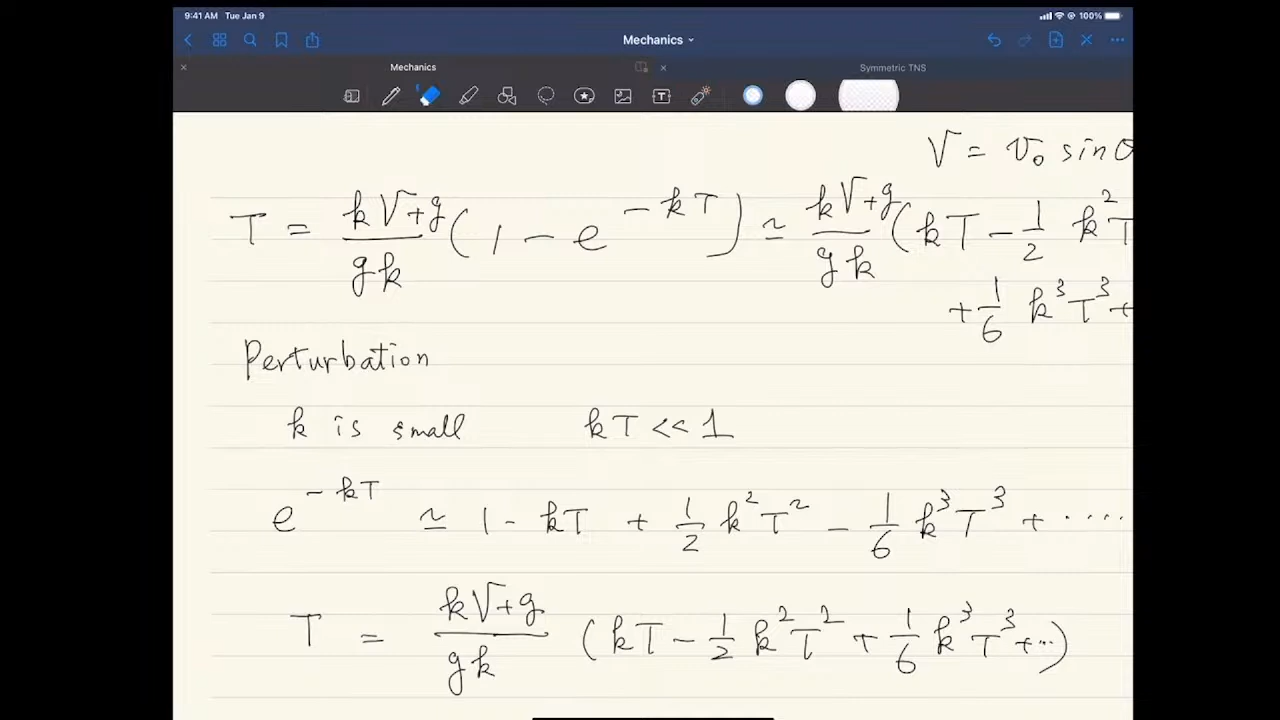 9:41 AM Tue Jan 9
100%
Mechanics
Mechanics
Symmetric TNS
V = v₀ sin θ
T = (kV+g)/(gk) (1 - e^(-kT)) ≃ (kV+g)/(gk) (kT - 1/2 k²T
+ 1/6 k³T³ +
Perturbation
k is small kT << 1
e^(-kT) ≃ 1 - kT + 1/2 k²T² - 1/6 k³T³ + ....
T = (kV+g)/(gk) (kT - 1/2 k²T² + 1/6 k³T³ + ...)